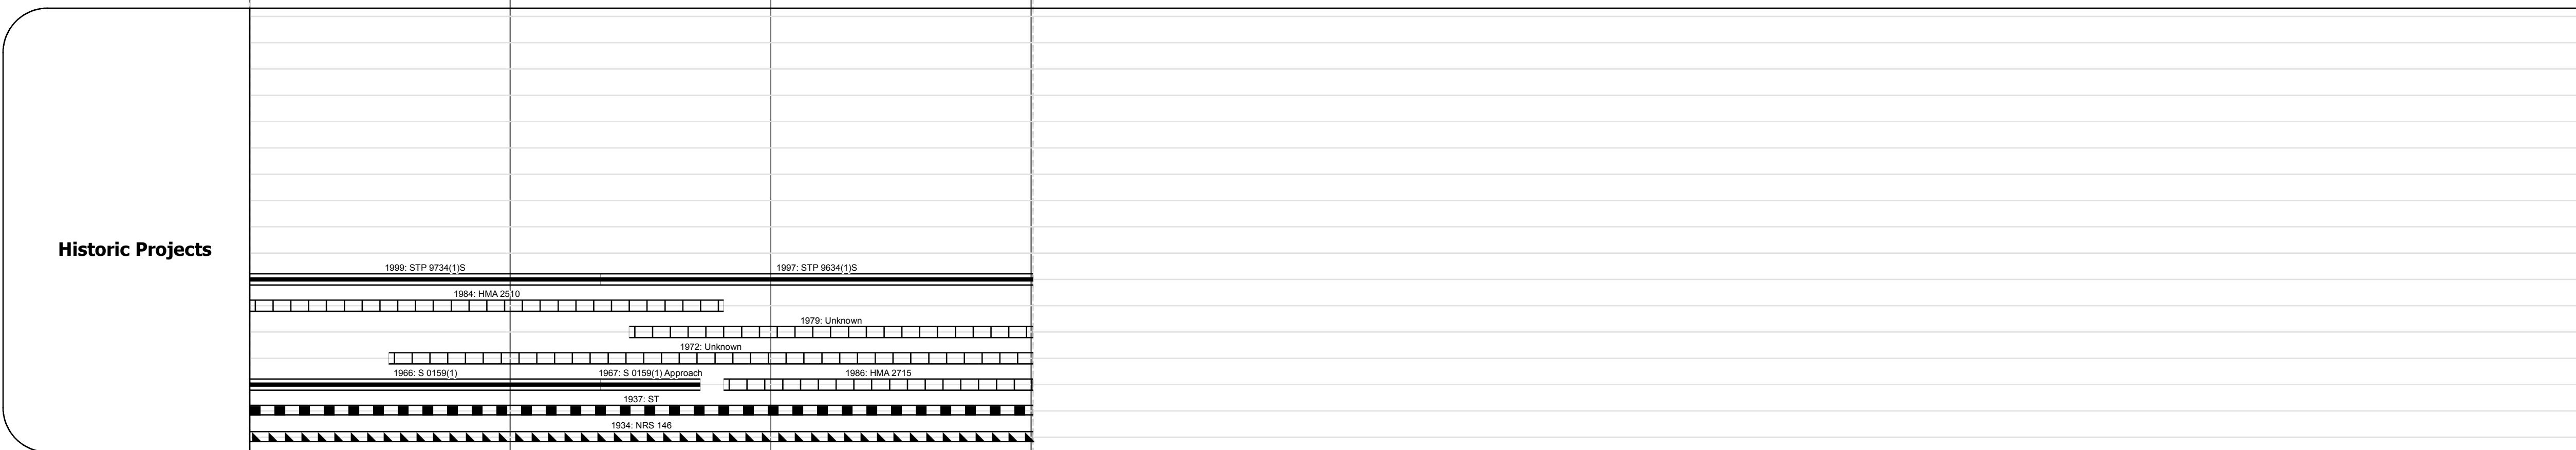 Historic Projects
1999: STP 9734(1)S
1997: STP 9634(1)S
1984: HMA 2510
1979: Unknown
1972: Unknown
1966: S 0159(1)
1967: S 0159(1) Approach
1986: HMA 2715
1937: ST
1934: NRS 146